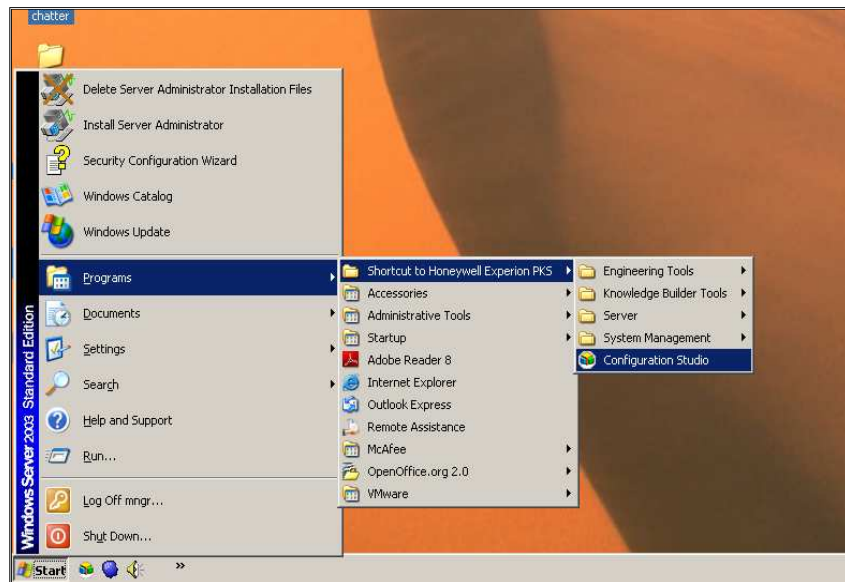 chatter
Delete Server Administrator Installation Files
Install Server Administrator
Security Configuration Wizard
Windows Catalog
Windows Update
Programs
Documents
Settings
Search
Help and Support
Run...
Log Off mngr...
Shut Down...
Windows Server 2003 Standard Edition
Shortcut to Honeywell Experion PKS
Accessories
Administrative Tools
Startup
Adobe Reader 8
Internet Explorer
Outlook Express
Remote Assistance
McAfee
OpenOffice.org 2.0
VMware
Engineering Tools
Knowledge Builder Tools
Server
System Management
Configuration Studio
Start
»